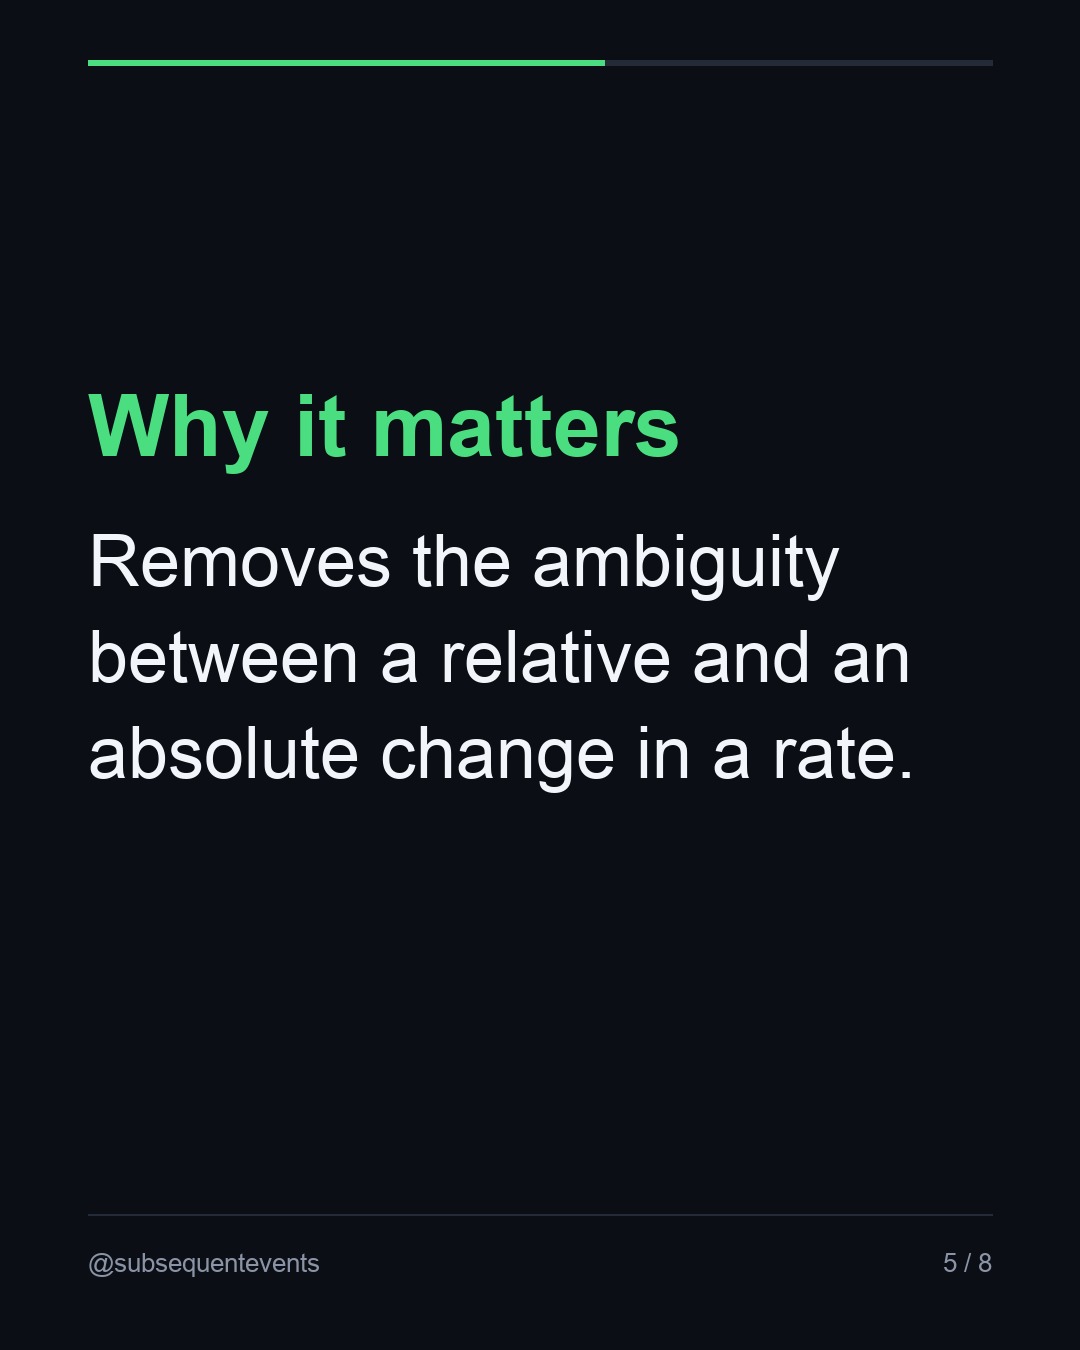 Why it matters
Removes the ambiguity
between a relative and an
absolute change in a rate.
@subsequentevents
5 / 8